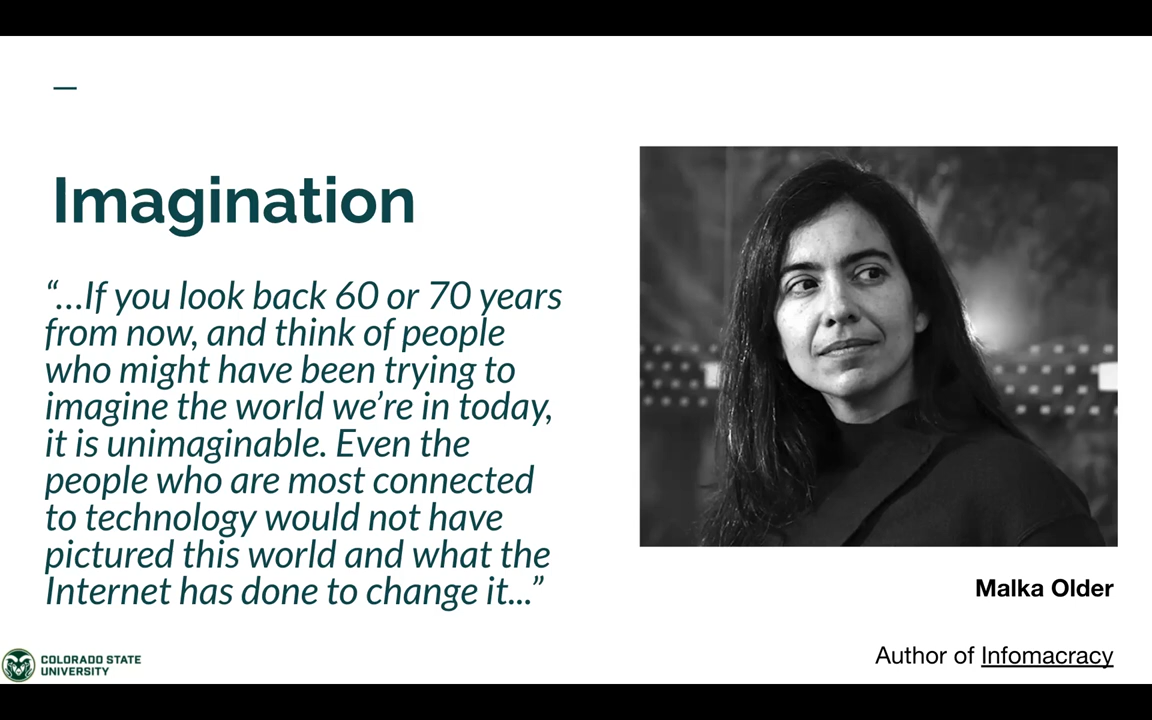 Imagination
“...If you look back 60 or 70 years
from now, and think of people
who might have been trying to
imagine the world we’re in today,
it is unimaginable. Even the
people who are most connected
to technology would not have
pictured this world and what the
Internet has done to change it...”
Malka Older
Author of Infomacracy
COLORADO STATE
UNIVERSITY